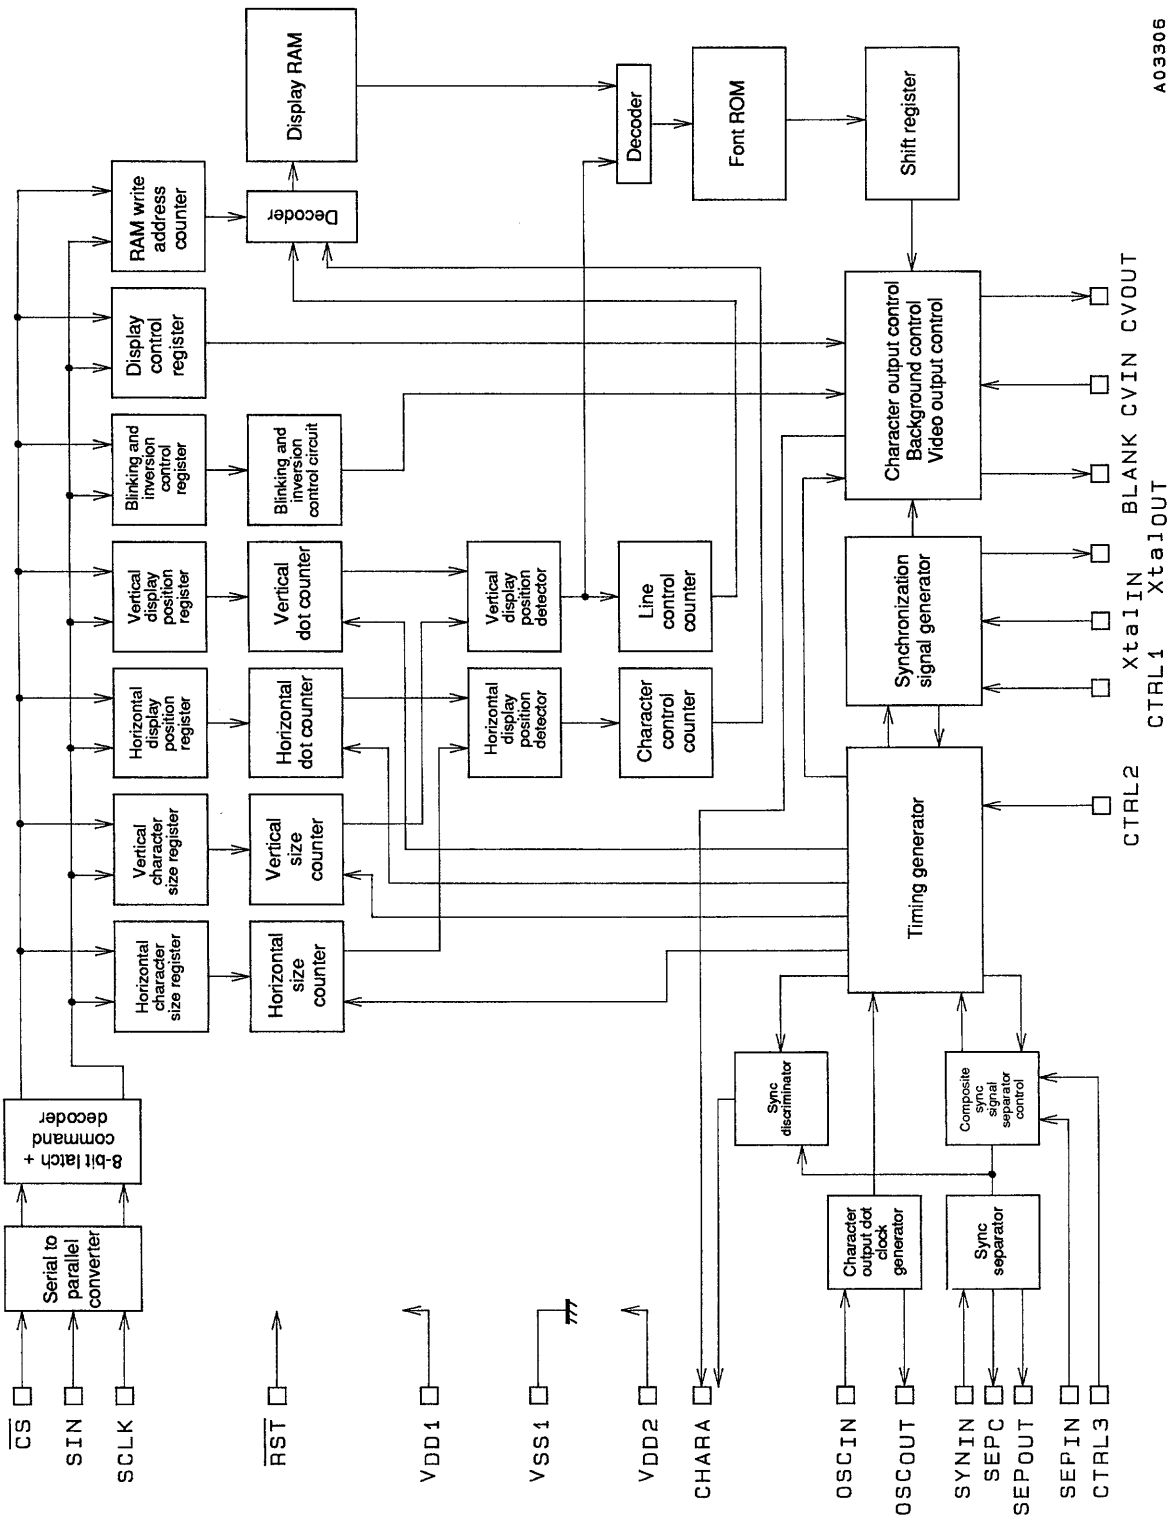 A03306
C̅S̅
SIN
SCLK
R̅S̅T̅
VDD1
VSS1
VDD2
CHARA
OSCIN
OSCOUT
SYNIN
SEPC
SEPOUT
SEPIN
CTRL3
Serial to
parallel
converter
8-bit latch +
command
decoder
Horizontal
character
size register
Vertical
character
size register
Horizontal
display
position
register
Vertical
display
position
register
Blinking and
inversion
control
register
Display
control
register
RAM write
address
counter
Horizontal
size
counter
Vertical
size
counter
Horizontal
dot counter
Vertical
dot counter
Blinking and
inversion
control circuit
Decoder
Display RAM
Horizontal
display
position
detector
Vertical
display
position
detector
Character
control
counter
Line
control
counter
Decoder
Font ROM
Shift register
Sync
discriminator
Character
output dot
clock
generator
Sync
separator
Composite
sync
signal
separator
control
Timing generator
Synchronization
signal generator
Character output control
Background control
Video output control
CTRL2
CTRL1
XtalIN
XtalOUT
BLANK
CVIN
CVOUT